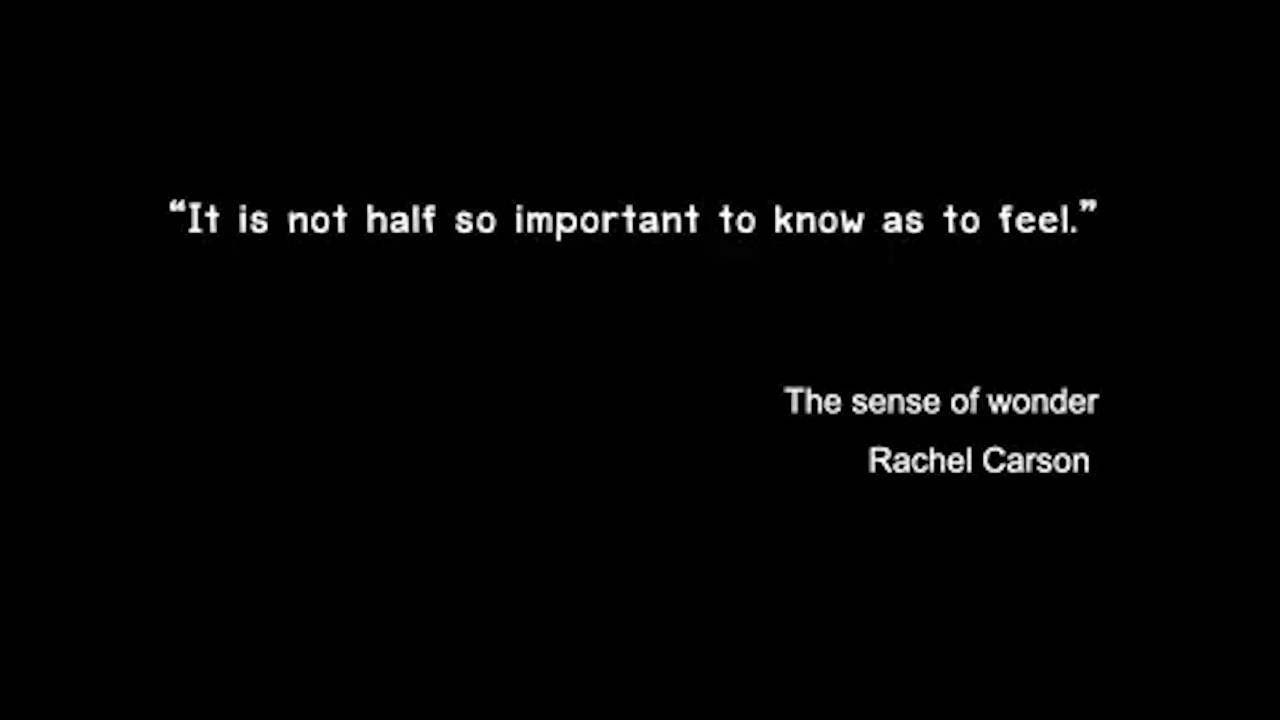 “It is not half so important to know as to feel.”
The sense of wonder
Rachel Carson